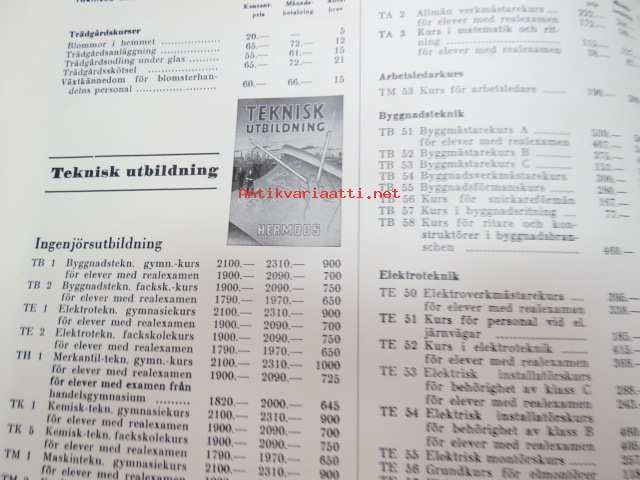 Kontant- Månads-
pris betalning brev
Trädgårdskurser
Blommor i hemmet 20.— — 5
Trädgårdsanläggning 65.— 72.— 12
Trädgårdsodling under glas 55.— 61.— 15
Trädgårdsskötsel 65.— 72.— 21
Växtkännedom för blomsterhan-
delns personal 60.— 66.— 15
TEKNISK
UTBILDNING
HERMODS
Teknisk utbildning
Ingenjörsutbildning
TB 1 Byggnadstekn. gymn.-kurs 2100.— 2310.— 900
för elever med realexamen 1900.— 2090.— 700
TB 2 Byggnadstekn. facksk.-kurs 1900.— 2090.— 750
för elever med realexamen 1790.— 1970.— 650
TE 1 Elektrotekn. gymnasiekurs 2100.— 2310.— 900
för elever med realexamen 1900.— 2090.— 700
TE 2 Elektrotekn. fackskolekurs 1900.— 2090.— 750
för elever med realexamen 1790.— 1970.— 650
TH 1 Merkantil-tekn. gymn.-kurs 2100.— 2310.— 1000
för elever med realexamen 1900.— 2090.— 725
för elever med examen från
handelsgymnasium 1820.— 2000.— 645
TK 1 Kemisk-tekn. gymnasiekurs 2100.— 2310.— 900
för elever med realexamen 1900.— 2090.— 700
TK 5 Kemisk-tekn. fackskolekurs 1900.— 2090.— 750
för elever med realexamen 1790.— 1970.— 650
TM 1 Maskintekn. gymnasiekurs 2100.— 2310.— 900
för elever med realexamen 1900.—
TA 2 Allmän verkmästarekurs
för elever med realexamen
TA 3 Kurs i matematik och rit-
ning
för elever med realexamen
Arbetsledarkurs
TM 53 Kurs för arbetsledare
Byggnadsteknik
TB 51 Byggmästarekurs A
för elever med realexamen
TB 52 Byggmästarekurs B
TB 53 Byggmästarekurs C
TB 54 Byggnadsverkmästarekurs
TB 55 Byggnadsförmanskurs
TB 56 Kurs för snickareförmän
TB 57 Kurs i byggnadsritning
TB 58 Kurs för ritare och kon-
struktörer i byggnadsbran-
schen
Elektroteknik
TE 50 Elektroverkmästarekurs
för elever med realexamen
TE 51 Kurs för personal vid el.
järnvägar
TE 52 Kurs i elektroteknik
för elever med realexamen
TE 53 Elektrisk installatörskurs
för behörighet av klass C
för elever med realexamen
TE 54 Elektrisk installatörskurs
för behörighet av klass B
för elever med realexamen
TE 55 Elektrisk montörskurs
TE 56 Grundkurs för elmontörer
Antikvariaatti.net